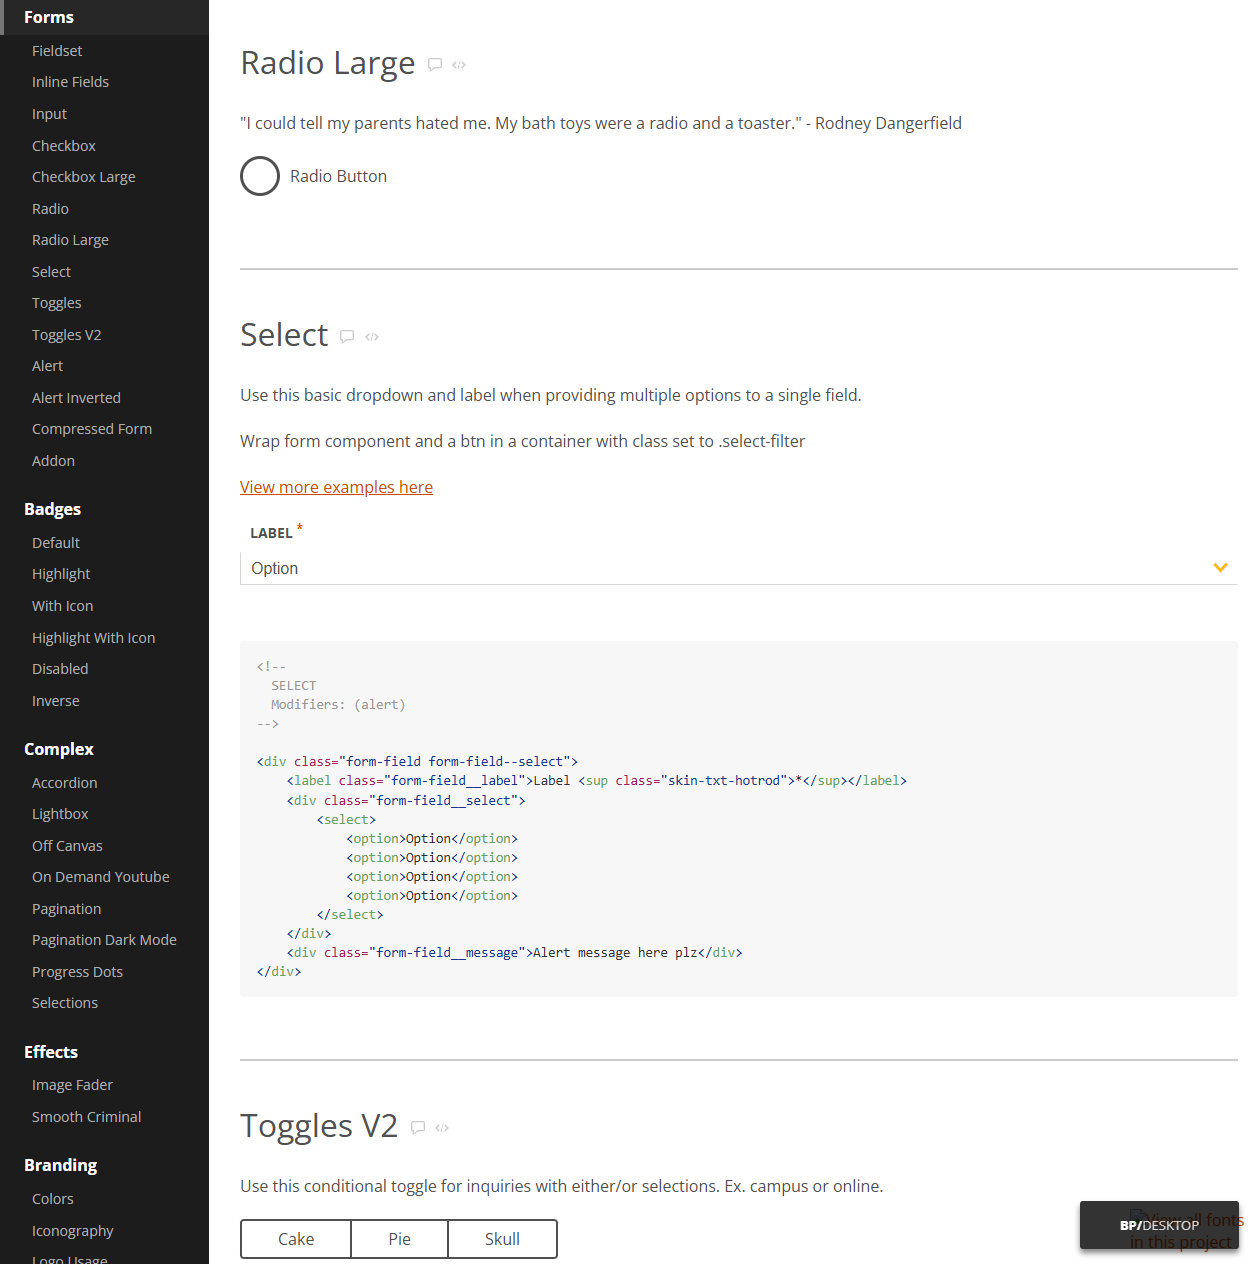 Forms
Fieldset
Inline Fields
Input
Checkbox
Checkbox Large
Radio
Radio Large
Select
Toggles
Toggles V2
Alert
Alert Inverted
Compressed Form
Addon
Badges
Default
Highlight
With Icon
Highlight With Icon
Disabled
Inverse
Complex
Accordion
Lightbox
Off Canvas
On Demand Youtube
Pagination
Pagination Dark Mode
Progress Dots
Selections
Effects
Image Fader
Smooth Criminal
Branding
Colors
Iconography
Logo Usage
Radio Large
"I could tell my parents hated me. My bath toys were a radio and a toaster." - Rodney Dangerfield
Radio Button
Select
Use this basic dropdown and label when providing multiple options to a single field.
Wrap form component and a btn in a container with class set to .select-filter
View more examples here
LABEL *
Option
<!--
  SELECT
  Modifiers: (alert)
-->
<div class="form-field form-field--select">
    <label class="form-field__label">Label <sup class="skin-txt-hotrod">*</sup></label>
    <div class="form-field__select">
        <select>
            <option>Option</option>
            <option>Option</option>
            <option>Option</option>
            <option>Option</option>
        </select>
    </div>
    <div class="form-field__message">Alert message here plz</div>
</div>
Toggles V2
Use this conditional toggle for inquiries with either/or selections. Ex. campus or online.
Cake Pie Skull
BP/DESKTOP
View all fonts
in this project